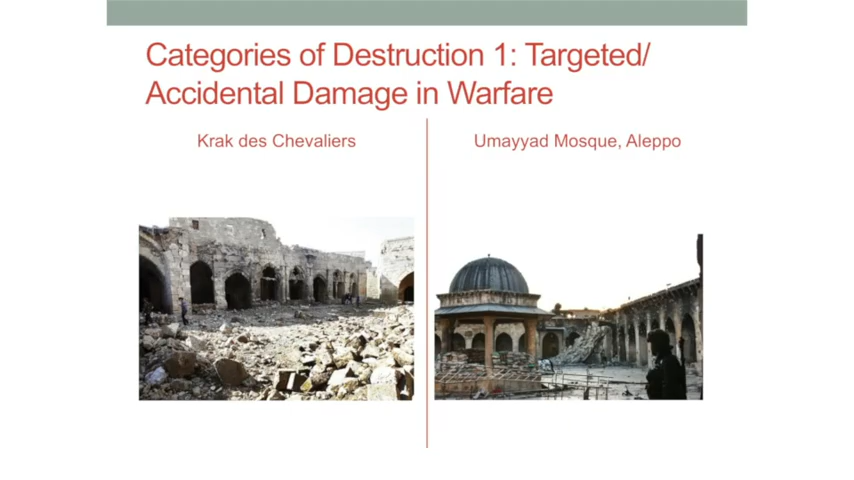 Categories of Destruction 1: Targeted/
Accidental Damage in Warfare
Krak des Chevaliers
Umayyad Mosque, Aleppo